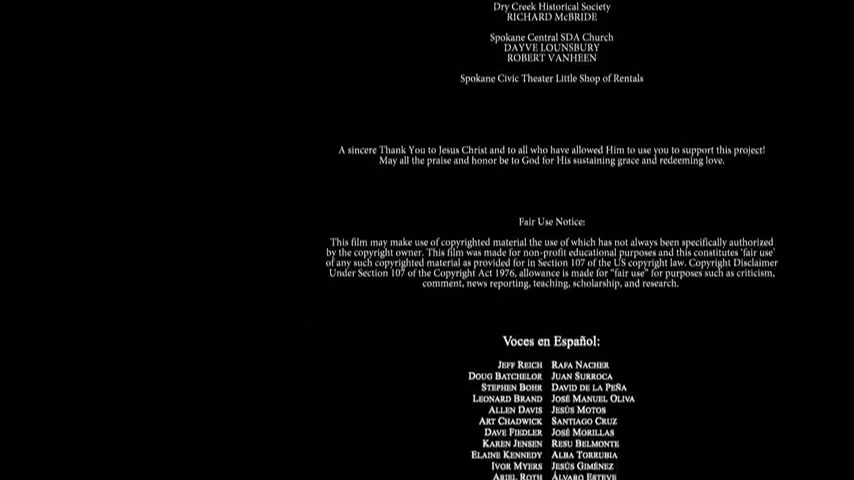 Dry Creek Historical Society
RICHARD McBRIDE
Spokane Central SDA Church
DAYVE LOUNSBURY
ROBERT VANHEEN
Spokane Civic Theater Little Shop of Rentals
A sincere Thank You to Jesus Christ and to all who have allowed Him to use you to support this project!
May all the praise and honor be to God for His sustaining grace and redeeming love.
Fair Use Notice:
This film may make use of copyrighted material the use of which has not always been specifically authorized
by the copyright owner. This film was made for non-profit educational purposes and this constitutes 'fair use'
of any such copyrighted material as provided for in Section 107 of the US copyright law. Copyright Disclaimer
Under Section 107 of the Copyright Act 1976, allowance is made for "fair use" for purposes such as criticism,
comment, news reporting, teaching, scholarship, and research.
Voces en Español:
JEFF REICH RAFA NACHER
DOUG BATCHELOR JUAN SURROCA
STEPHEN BOHR DAVID DE LA PEÑA
LEONARD BRAND JOSÉ MANUEL OLIVA
ALLEN DAVIS JESÚS MOTOS
ART CHADWICK SANTIAGO CRUZ
DAVE FIEDLER JOSÉ MORILLAS
KAREN JENSEN RESU BELMONTE
ELAINE KENNEDY ALBA TORRUBIA
IVOR MYERS JESÚS GIMÉNEZ
ARIEL ROTH ÁLVARO ESTEVE